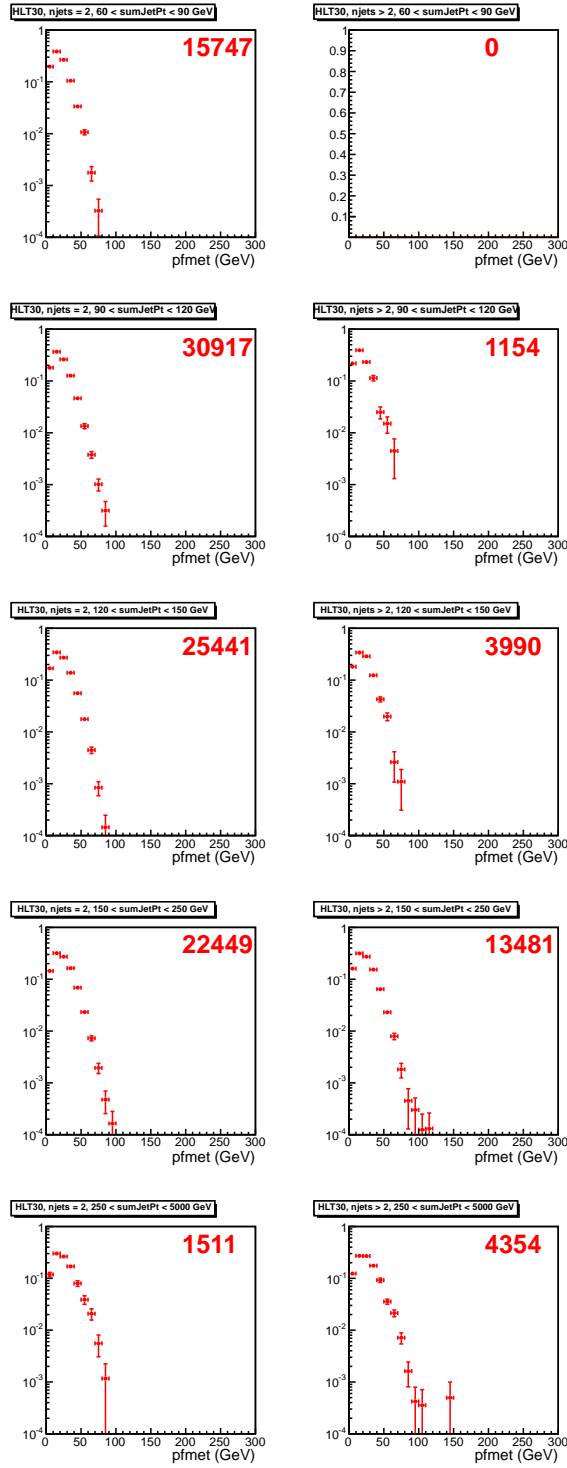 HLT30, njets = 2, 60 < sumJetPt < 90 GeV
15747
1
10⁻¹
10⁻²
10⁻³
10⁻⁴
0 50 100 150 200 250 300
pfmet (GeV)
HLT30, njets > 2, 60 < sumJetPt < 90 GeV
0
1
0.9
0.8
0.7
0.6
0.5
0.4
0.3
0.2
0.1
0 50 100 150 200 250 300
pfmet (GeV)
HLT30, njets = 2, 90 < sumJetPt < 120 GeV
30917
1
10⁻¹
10⁻²
10⁻³
10⁻⁴
0 50 100 150 200 250 300
pfmet (GeV)
HLT30, njets > 2, 90 < sumJetPt < 120 GeV
1154
1
10⁻¹
10⁻²
10⁻³
10⁻⁴
0 50 100 150 200 250 300
pfmet (GeV)
HLT30, njets = 2, 120 < sumJetPt < 150 GeV
25441
1
10⁻¹
10⁻²
10⁻³
10⁻⁴
0 50 100 150 200 250 300
pfmet (GeV)
HLT30, njets > 2, 120 < sumJetPt < 150 GeV
3990
1
10⁻¹
10⁻²
10⁻³
10⁻⁴
0 50 100 150 200 250 300
pfmet (GeV)
HLT30, njets = 2, 150 < sumJetPt < 250 GeV
22449
1
10⁻¹
10⁻²
10⁻³
10⁻⁴
0 50 100 150 200 250 300
pfmet (GeV)
HLT30, njets > 2, 150 < sumJetPt < 250 GeV
13481
1
10⁻¹
10⁻²
10⁻³
10⁻⁴
0 50 100 150 200 250 300
pfmet (GeV)
HLT30, njets = 2, 250 < sumJetPt < 5000 GeV
1511
1
10⁻¹
10⁻²
10⁻³
10⁻⁴
0 50 100 150 200 250 300
pfmet (GeV)
HLT30, njets > 2, 250 < sumJetPt < 5000 GeV
4354
1
10⁻¹
10⁻²
10⁻³
10⁻⁴
0 50 100 150 200 250 300
pfmet (GeV)